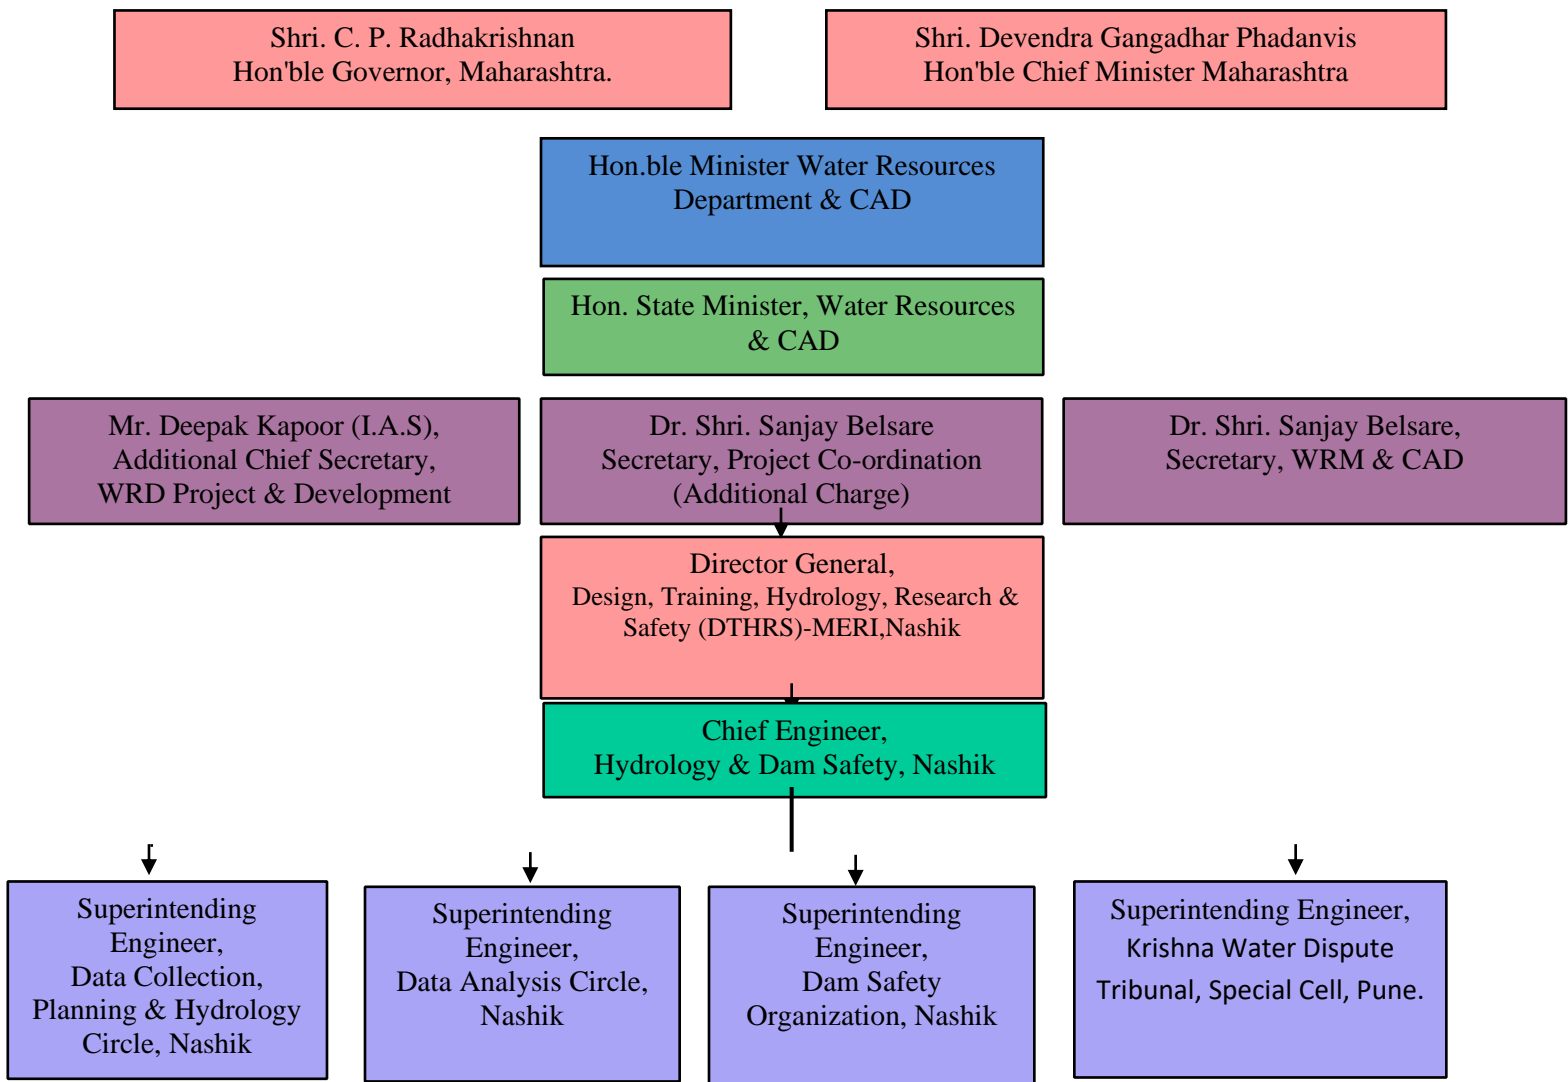 Shri. C. P. Radhakrishnan
Hon'ble Governor, Maharashtra.
Shri. Devendra Gangadhar Phadanvis
Hon'ble Chief Minister Maharashtra
Hon.ble Minister Water Resources
Department & CAD
Hon. State Minister, Water Resources
& CAD
Mr. Deepak Kapoor (I.A.S),
Additional Chief Secretary,
WRD Project & Development
Dr. Shri. Sanjay Belsare
Secretary, Project Co-ordination
(Additional Charge)
Dr. Shri. Sanjay Belsare,
Secretary, WRM & CAD
Director General,
Design, Training, Hydrology, Research &
Safety (DTHRS)-MERI,Nashik
Chief Engineer,
Hydrology & Dam Safety, Nashik
Superintending
Engineer,
Data Collection,
Planning & Hydrology
Circle, Nashik
Superintending
Engineer,
Data Analysis Circle,
Nashik
Superintending
Engineer,
Dam Safety
Organization, Nashik
Superintending Engineer,
Krishna Water Dispute
Tribunal, Special Cell, Pune.